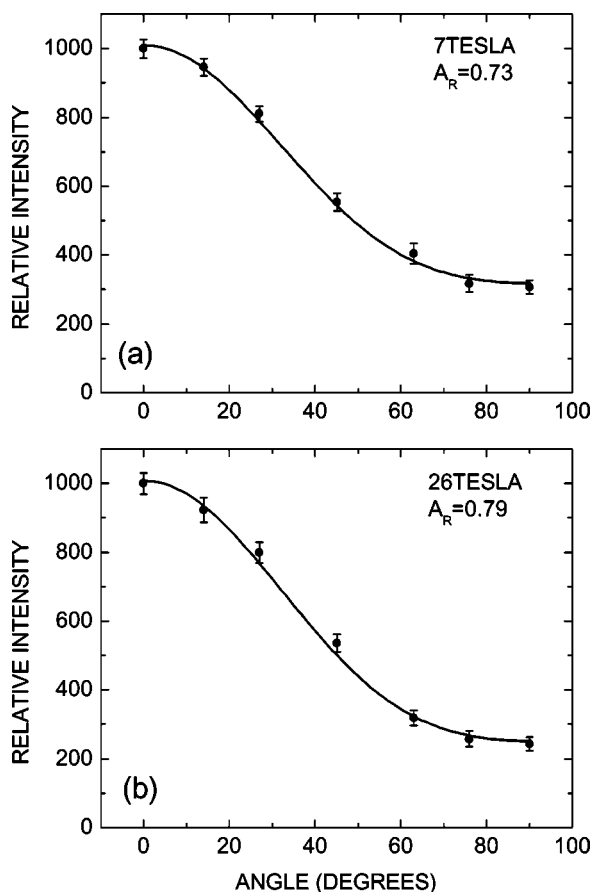 7TESLA
A_R=0.73
1000
800
600
400
200
0
RELATIVE INTENSITY
(a)
0 20 40 60 80 100
26TESLA
A_R=0.79
1000
800
600
400
200
0
RELATIVE INTENSITY
(b)
0 20 40 60 80 100
ANGLE (DEGREES)